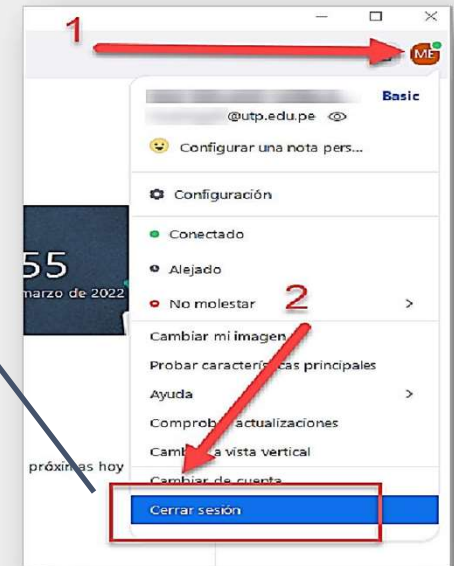 1
ME
Basic
@utp.edu.pe
Configurar una nota pers...
Configuración
Conectado
55
Alejado
marzo de 2022
No molestar
2
Cambiar mi imagen
Probar características principales
Ayuda
Comprobar actualizaciones
vista vertical
próximas hoy
Cambiar de cuenta
Cerrar sesión